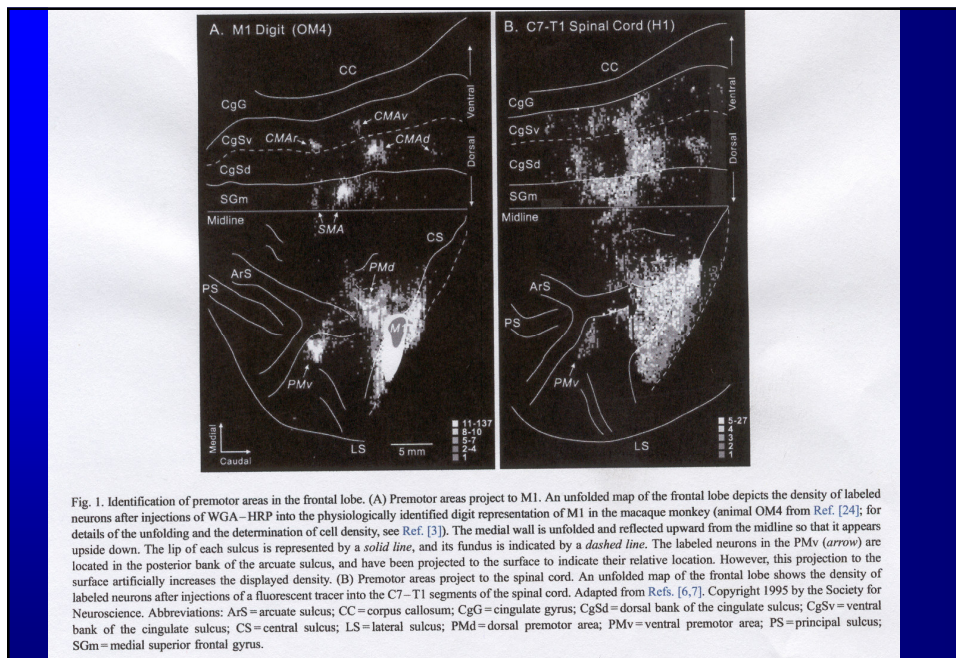 A. M1 Digit (OM4)
CC
CgG
CMAv
CgSv
CMAr
CMAd
CgSd
SGm
Ventral
Dorsal
Midline
SMA
CS
ArS
PMd
PS
M1
PMv
Medial
Caudal
LS
5 mm
11-137
8-10
5-7
2-4
1
B. C7-T1 Spinal Cord (H1)
CC
CgG
CgSv
CgSd
SGm
Ventral
Dorsal
Midline
CS
ArS
PS
PMv
LS
5-27
4
3
2
1
Fig. 1. Identification of premotor areas in the frontal lobe. (A) Premotor areas project to M1. An unfolded map of the frontal lobe depicts the density of labeled
neurons after injections of WGA–HRP into the physiologically identified digit representation of M1 in the macaque monkey (animal OM4 from Ref. [24]; for
details of the unfolding and the determination of cell density, see Ref. [3]). The medial wall is unfolded and reflected upward from the midline so that it appears
upside down. The lip of each sulcus is represented by a solid line, and its fundus is indicated by a dashed line. The labeled neurons in the PMv (arrow) are
located in the posterior bank of the arcuate sulcus, and have been projected to the surface to indicate their relative location. However, this projection to the
surface artificially increases the displayed density. (B) Premotor areas project to the spinal cord. An unfolded map of the frontal lobe shows the density of
labeled neurons after injections of a fluorescent tracer into the C7–T1 segments of the spinal cord. Adapted from Refs. [6,7]. Copyright 1995 by the Society for
Neuroscience. Abbreviations: ArS = arcuate sulcus; CC = corpus callosum; CgG = cingulate gyrus; CgSd = dorsal bank of the cingulate sulcus; CgSv = ventral
bank of the cingulate sulcus; CS = central sulcus; LS = lateral sulcus; PMd = dorsal premotor area; PMv = ventral premotor area; PS = principal sulcus;
SGm = medial superior frontal gyrus.